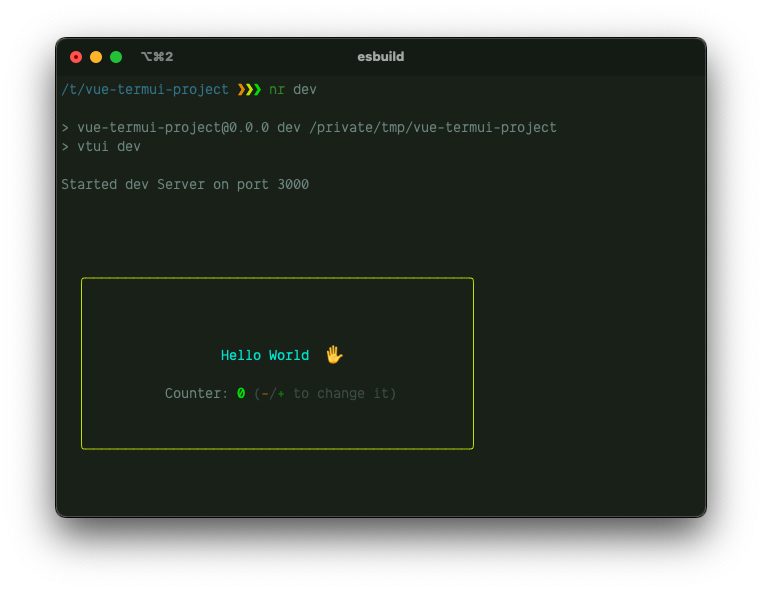 ⌥⌘2 esbuild
/t/vue-termui-project ❯❯❯ nr dev
> vue-termui-project@0.0.0 dev /private/tmp/vue-termui-project
> vtui dev
Started dev Server on port 3000
Hello World 🖐
Counter: 0 (-/+ to change it)